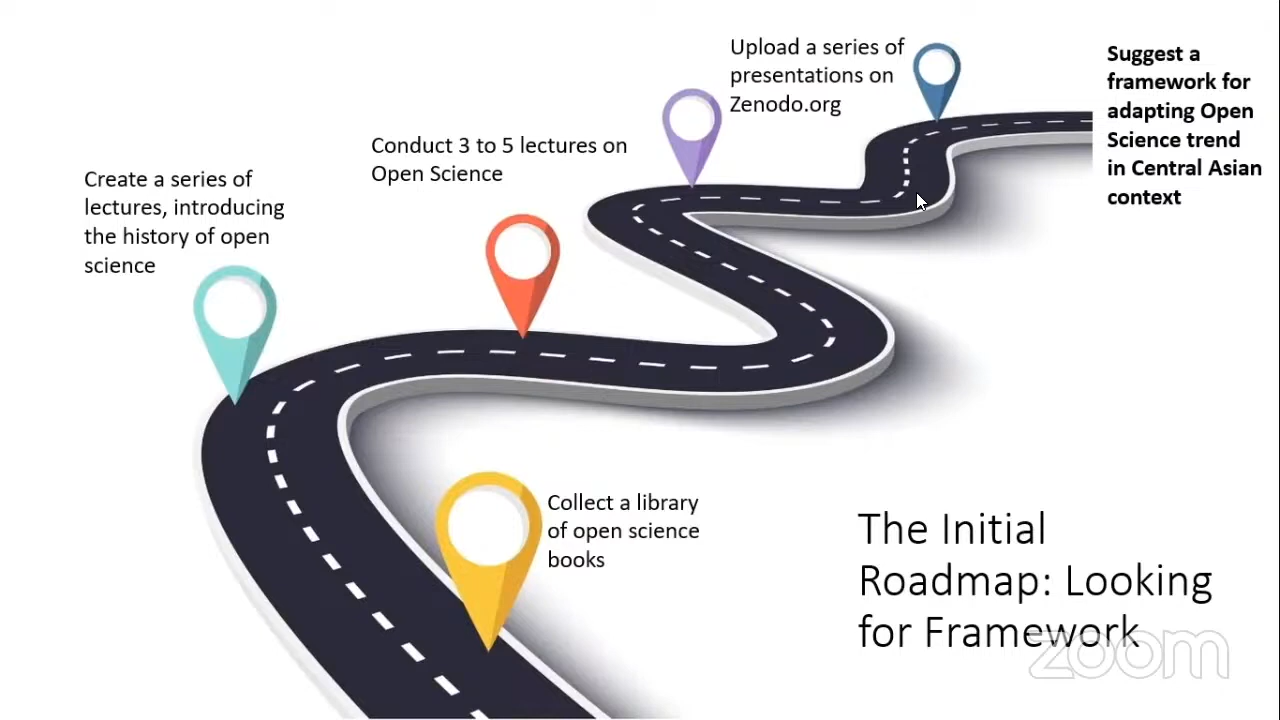 Upload a series of
presentations on
Zenodo.org
Suggest a
framework for
adapting Open
Science trend
in Central Asian
context
Conduct 3 to 5 lectures on
Open Science
Create a series of
lectures, introducing
the history of open
science
Collect a library
of open science
books
The Initial
Roadmap: Looking
for Framework
zoom